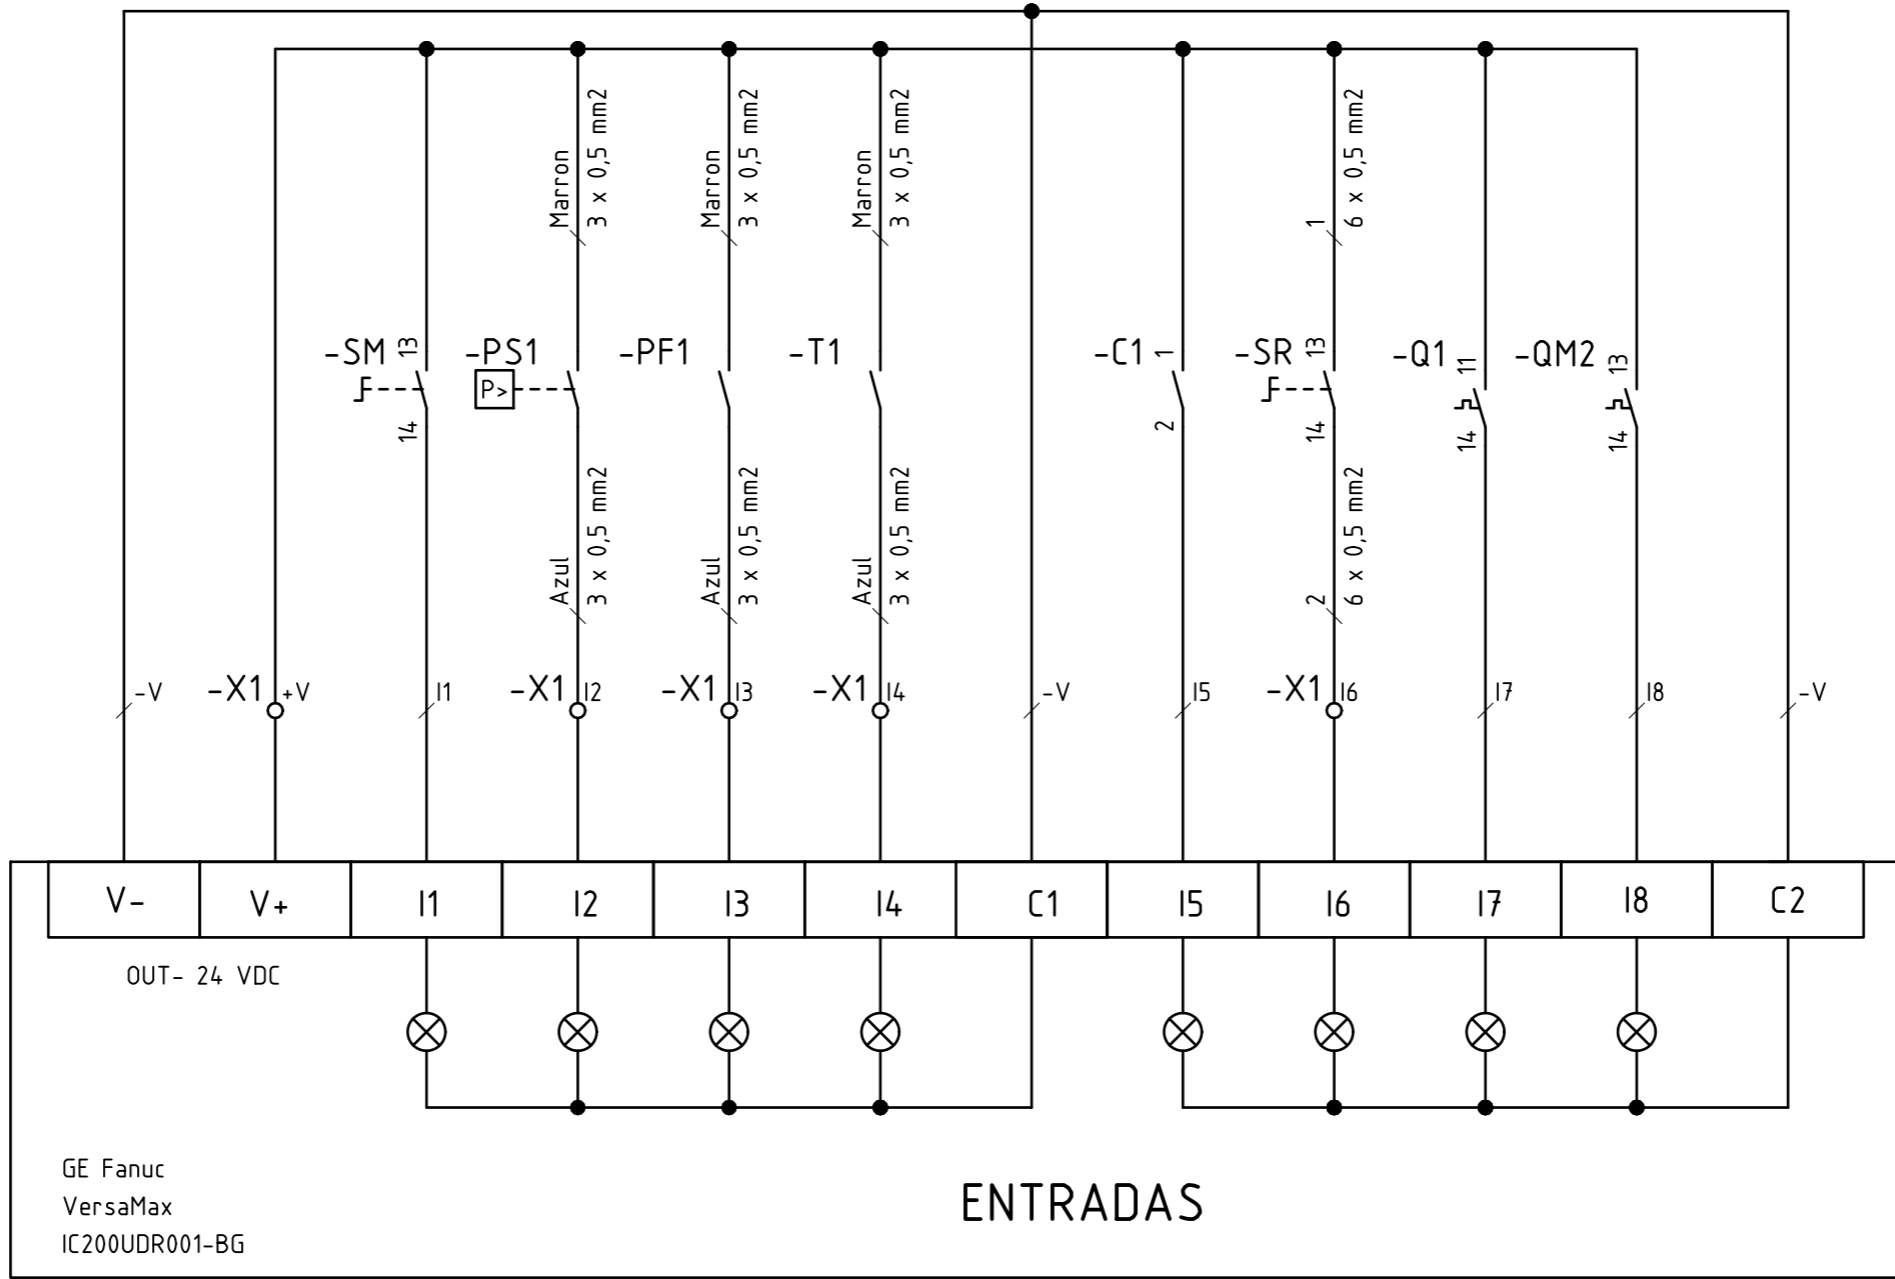 Marron
3 x 0,5 mm2
Marron
3 x 0,5 mm2
Marron
3 x 0,5 mm2
1
6 x 0,5 mm2
-SM 13
14
-PS1
P>
-PF1
-T1
-C1 1
2
-SR 13
14
-Q1 11
14
-QM2 13
14
Azul
3 x 0,5 mm2
Azul
3 x 0,5 mm2
Azul
3 x 0,5 mm2
2
6 x 0,5 mm2
-V
-X1 +V
I1
-X1 I2
-X1 I3
-X1 I4
-V
I5
-X1 I6
I7
I8
-V
V- V+ I1 I2 I3 I4 C1 I5 I6 I7 I8 C2
OUT- 24 VDC
GE Fanuc
VersaMax
IC200UDR001-BG
ENTRADAS